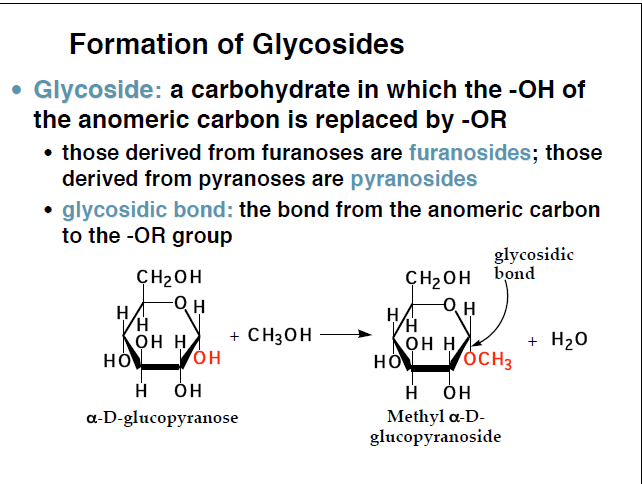 Formation of Glycosides
• Glycoside: a carbohydrate in which the -OH of
the anomeric carbon is replaced by -OR
• those derived from furanoses are furanosides; those
derived from pyranoses are pyranosides
• glycosidic bond: the bond from the anomeric carbon
to the -OR group
glycosidic
bond
CH₂OH
O
H
H
H
OH
H
HO
OH
H
OH
α-D-glucopyranose
+ CH₃OH
CH₂OH
O
H
H
H
OH
H
HO
OCH₃
H
OH
Methyl α-D-
glucopyranoside
+ H₂O